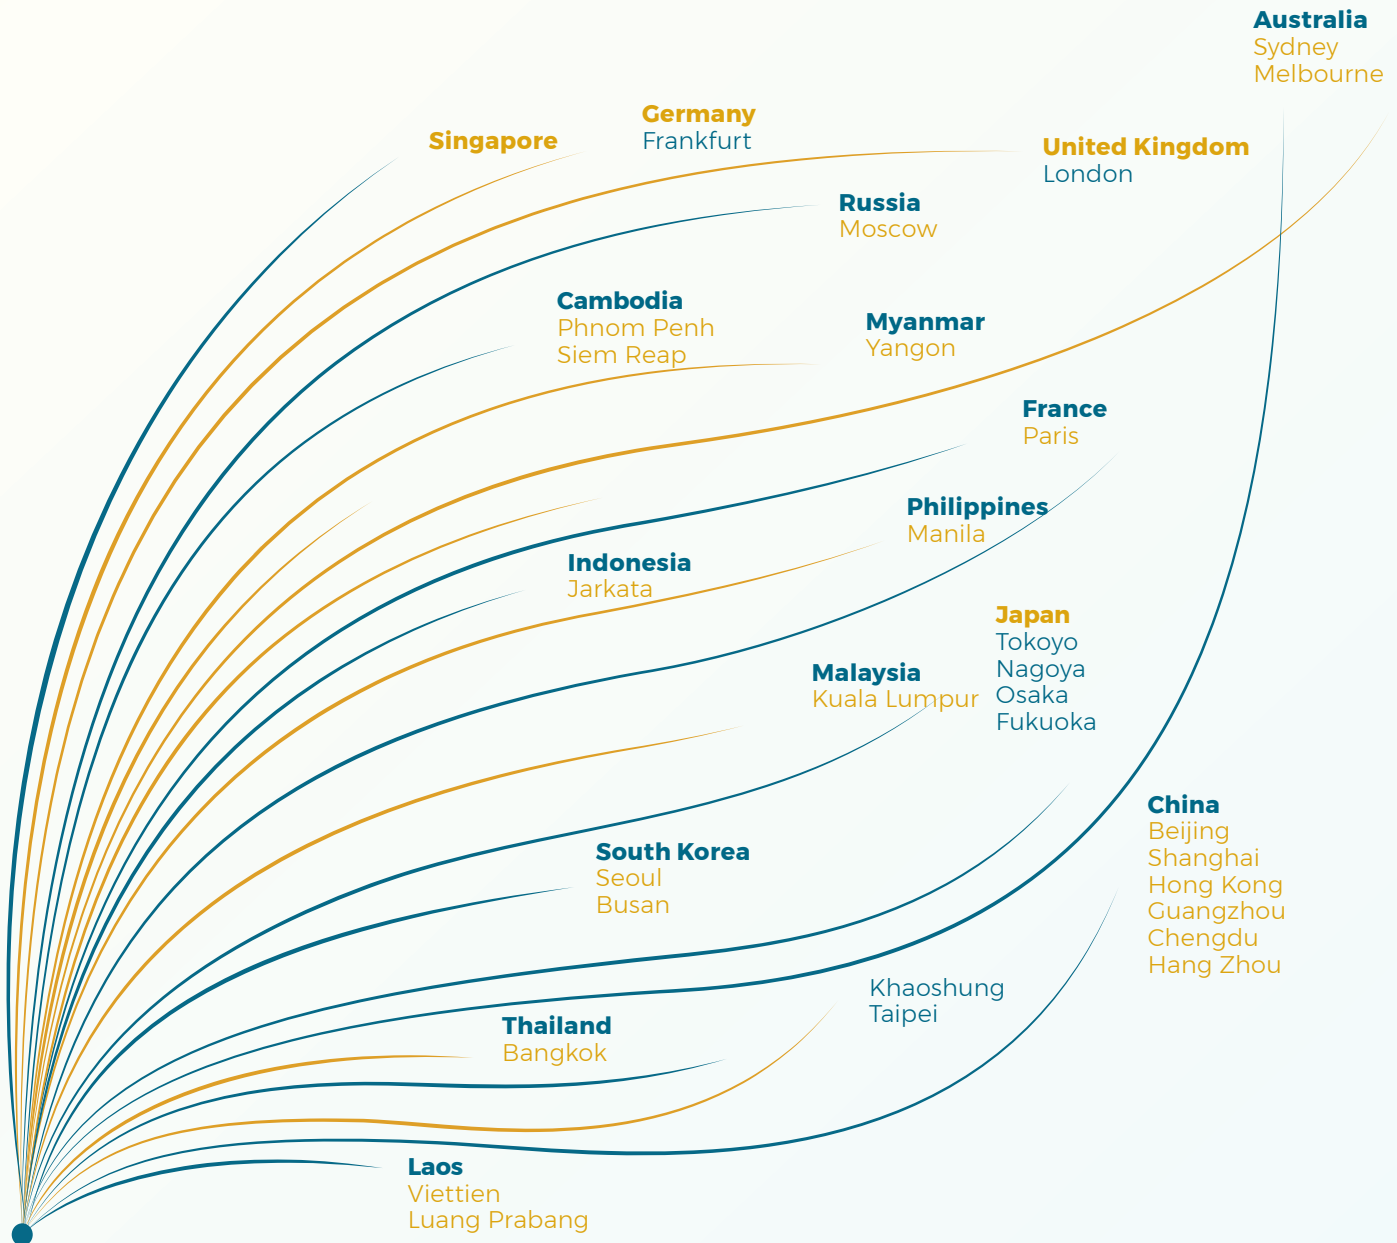 Australia
Sydney
Melbourne
Germany
Frankfurt
Singapore
United Kingdom
London
Russia
Moscow
Cambodia
Phnom Penh
Siem Reap
Myanmar
Yangon
France
Paris
Philippines
Manila
Indonesia
Jarkata
Japan
Tokoyo
Nagoya
Osaka
Fukuoka
Malaysia
Kuala Lumpur
China
Beijing
Shanghai
Hong Kong
Guangzhou
Chengdu
Hang Zhou
South Korea
Seoul
Busan
Khaoshung
Taipei
Thailand
Bangkok
Laos
Viettien
Luang Prabang